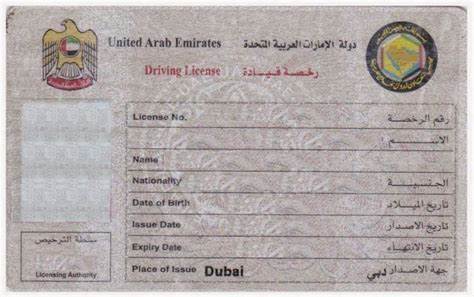 United Arab Emirates دولة الإمارات العربية المتحدة
Driving License رخصة قيادة
License No. رقم الرخصة
الاســم :
Name
Nationality الجنسية
Date of Birth تاريخ الميلاد
Issue Date تاريخ الاصدار
Expiry Date تاريخ الانتهاء
سلطة الترخيص
Licensing Authority
Place of Issue Dubai جهة الاصدار دبي